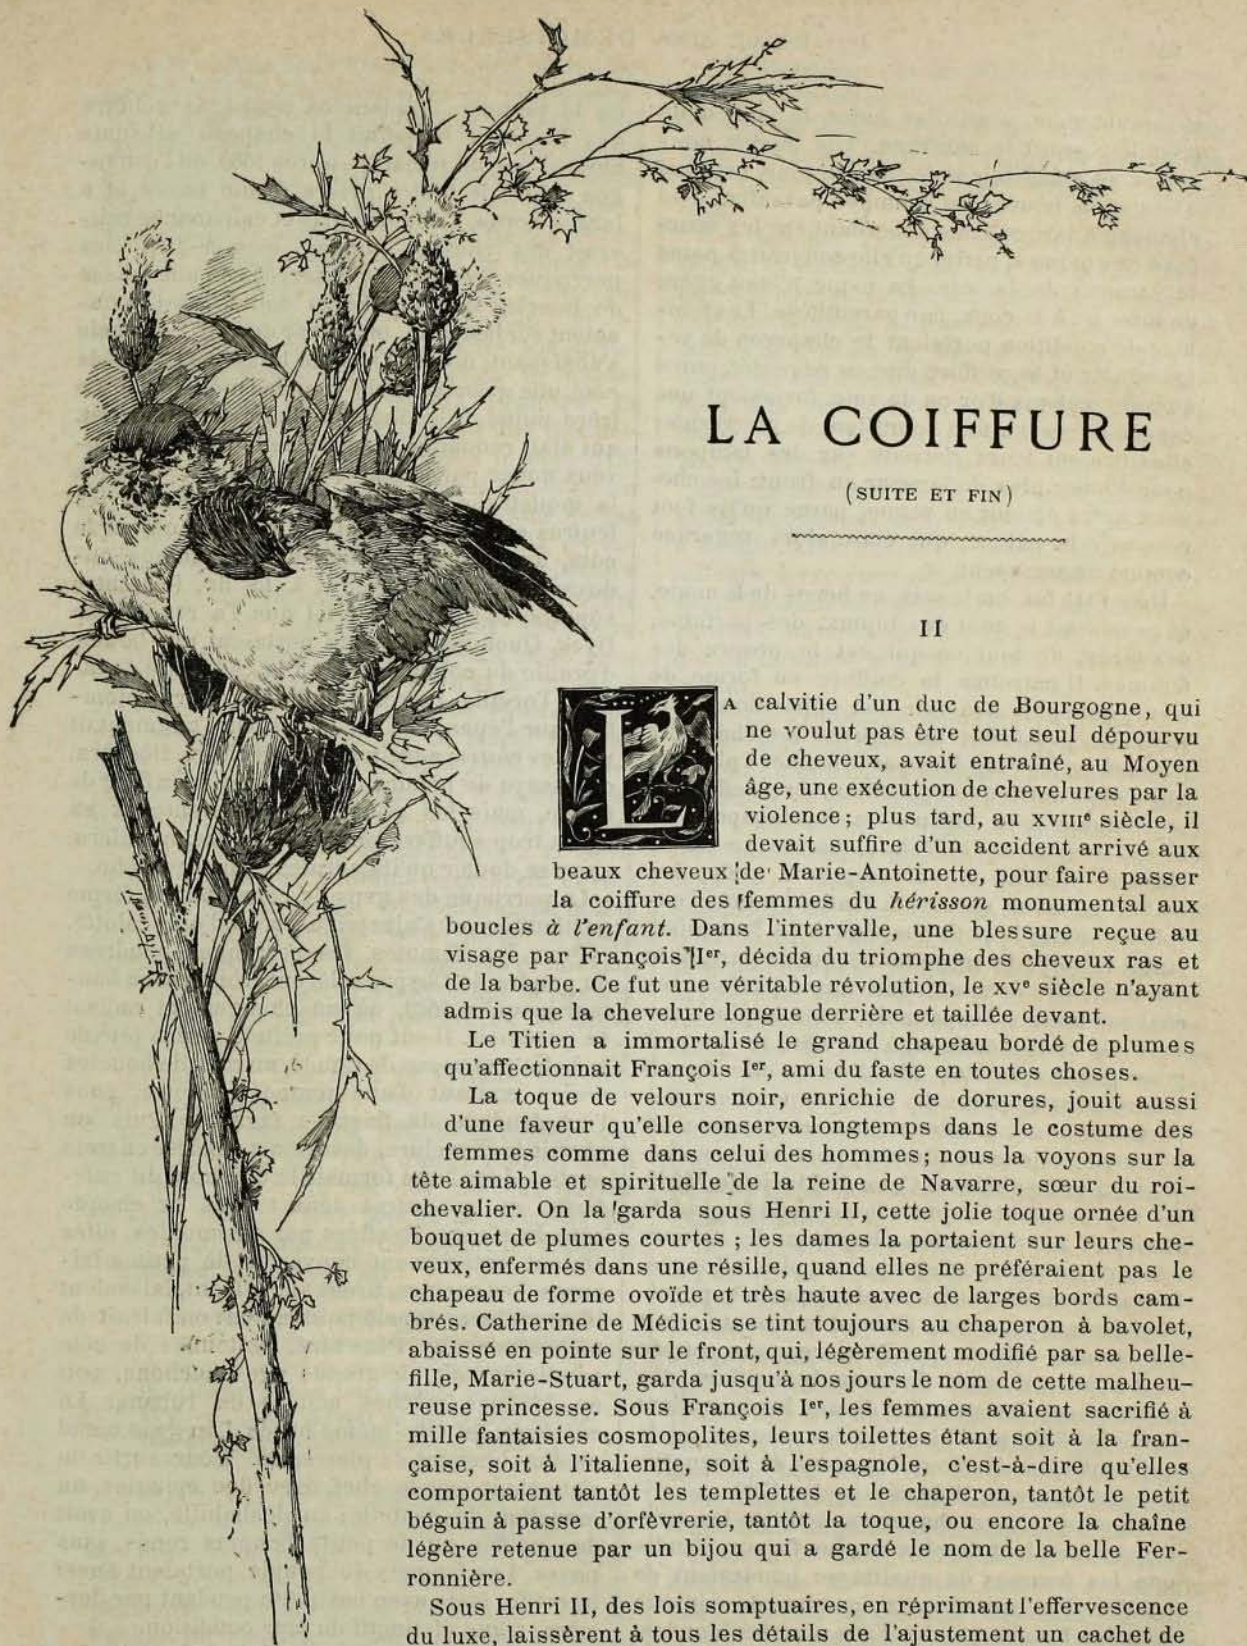 LA COIFFURE
(SUITE ET FIN)
II
LA calvitie d'un duc de Bourgogne, qui
ne voulut pas être tout seul dépourvu
de cheveux, avait entraîné, au Moyen
âge, une exécution de chevelures par la
violence; plus tard, au XVIIIe siècle, il
devait suffire d'un accident arrivé aux
beaux cheveux de Marie-Antoinette, pour faire passer
la coiffure des femmes du hérisson monumental aux
boucles à l'enfant. Dans l'intervalle, une blessure reçue au
visage par François Ier, décida du triomphe des cheveux ras et
de la barbe. Ce fut une véritable révolution, le XVe siècle n'ayant
admis que la chevelure longue derrière et taillée devant.
Le Titien a immortalisé le grand chapeau bordé de plumes
qu'affectionnait François Ier, ami du faste en toutes choses.
La toque de velours noir, enrichie de dorures, jouit aussi
d'une faveur qu'elle conserva longtemps dans le costume des
femmes comme dans celui des hommes; nous la voyons sur la
tête aimable et spirituelle de la reine de Navarre, sœur du roi-
chevalier. On la garda sous Henri II, cette jolie toque ornée d'un
bouquet de plumes courtes ; les dames la portaient sur leurs che-
veux, enfermés dans une résille, quand elles ne préféraient pas le
chapeau de forme ovoïde et très haute avec de larges bords cam-
brés. Catherine de Médicis se tint toujours au chaperon à bavolet,
abaissé en pointe sur le front, qui, légèrement modifié par sa belle-
fille, Marie-Stuart, garda jusqu'à nos jours le nom de cette malheu-
reuse princesse. Sous François Ier, les femmes avaient sacrifié à
mille fantaisies cosmopolites, leurs toilettes étant soit à la fran-
çaise, soit à l'italienne, soit à l'espagnole, c'est-à-dire qu'elles
comportaient tantôt les templettes et le chaperon, tantôt le petit
béguin à passe d'orfèvrerie, tantôt la toque, ou encore la chaîne
légère retenue par un bijou qui a gardé le nom de la belle Fer-
ronnière.
Sous Henri II, des lois somptuaires, en réprimant l'effervescence
du luxe, laissèrent à tous les détails de l'ajustement un cachet de